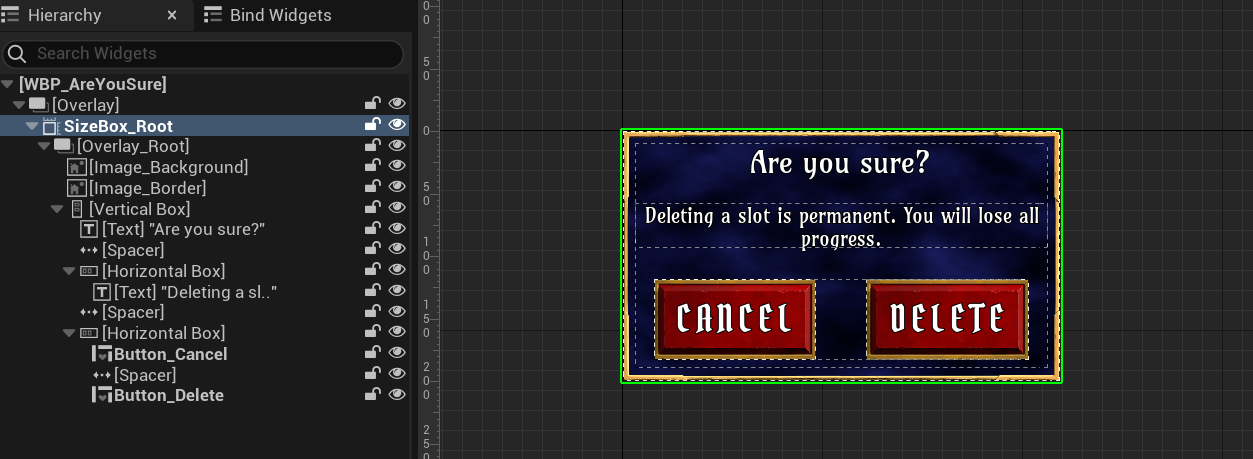 Hierarchy
Bind Widgets
Search Widgets
[WBP_AreYouSure]
[Overlay]
SizeBox_Root
[Overlay_Root]
[Image_Background]
[Image_Border]
[Vertical Box]
[Text] "Are you sure?"
[Spacer]
[Horizontal Box]
[Text] "Deleting a sl.."
[Spacer]
[Horizontal Box]
Button_Cancel
[Spacer]
Button_Delete
0
0
5
0
0
5
0
1
0
0
1
5
0
2
0
0
2
5
Are you sure?
Deleting a slot is permanent. You will lose all
progress.
CANCEL
DELETE